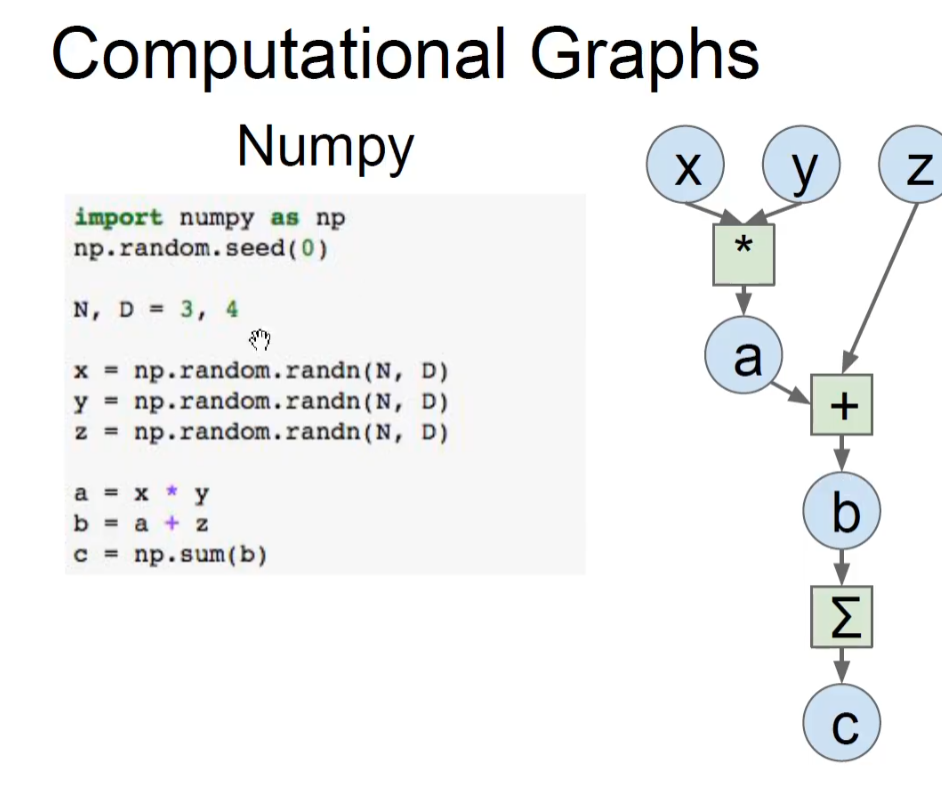 Computational Graphs
Numpy
import numpy as np
np.random.seed(0)
N, D = 3, 4
x = np.random.randn(N, D)
y = np.random.randn(N, D)
z = np.random.randn(N, D)
a = x * y
b = a + z
c = np.sum(b)
x y z
*
a
+
b
Σ
c